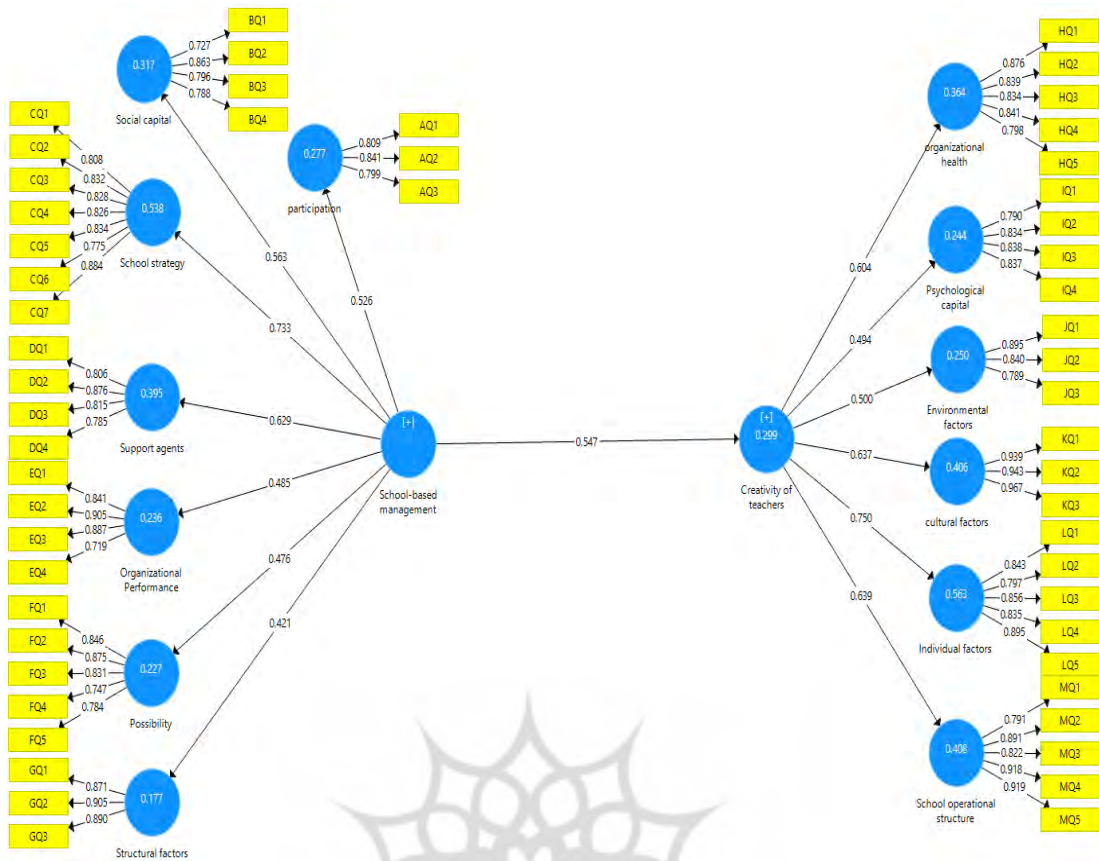 BQ1
BQ2
BQ3
BQ4
0.727
0.863
0.796
0.788
0.317
Social capital
AQ1
AQ2
AQ3
0.809
0.841
0.799
0.277
participation
CQ1
CQ2
CQ3
CQ4
CQ5
CQ6
CQ7
0.808
0.832
0.828
0.826
0.834
0.775
0.884
0.538
School strategy
DQ1
DQ2
DQ3
DQ4
0.806
0.876
0.815
0.785
0.395
Support agents
EQ1
EQ2
EQ3
EQ4
0.841
0.905
0.887
0.719
0.236
Organizational
Performance
FQ1
FQ2
FQ3
FQ4
FQ5
0.846
0.875
0.831
0.747
0.784
0.227
Possibility
GQ1
GQ2
GQ3
0.871
0.905
0.890
0.177
Structural factors
0.563
0.526
0.733
0.629
0.485
0.476
0.421
[+]
School-based
management
0.547
[+]
0.299
Creativity of
teachers
0.604
0.494
0.500
0.637
0.750
0.639
0.364
organizational
health
0.876
0.839
0.834
0.841
0.798
HQ1
HQ2
HQ3
HQ4
HQ5
0.244
Psychological
capital
0.790
0.834
0.838
0.837
IQ1
IQ2
IQ3
IQ4
0.250
Environmental
factors
0.895
0.840
0.789
JQ1
JQ2
JQ3
0.406
cultural factors
0.939
0.943
0.967
KQ1
KQ2
KQ3
0.563
Individual factors
0.843
0.797
0.856
0.835
0.895
LQ1
LQ2
LQ3
LQ4
LQ5
0.408
School operational
structure
0.791
0.891
0.822
0.918
0.919
MQ1
MQ2
MQ3
MQ4
MQ5